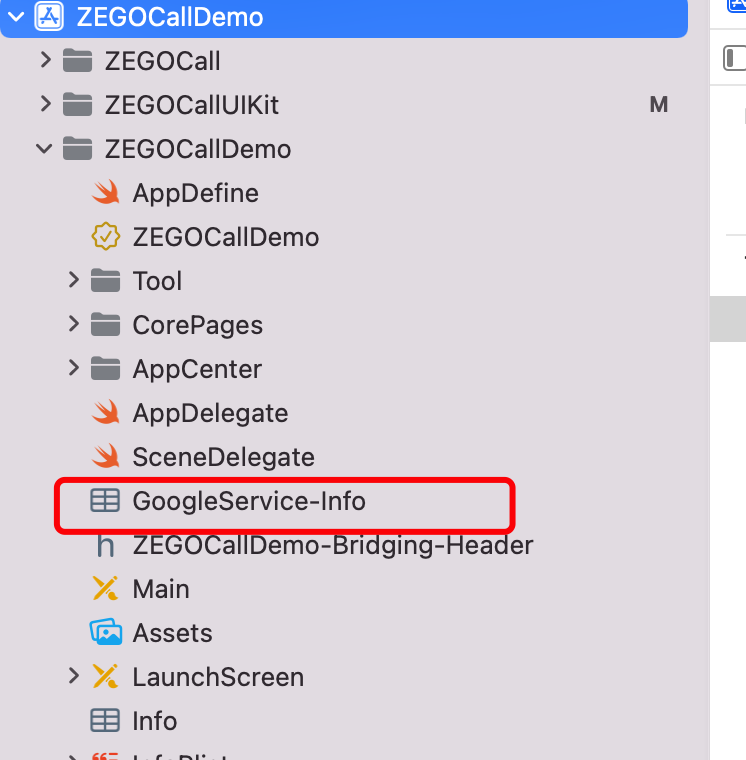 ZEGOCallDemo
ZEGOCall
ZEGOCallUIKit M
ZEGOCallDemo
AppDefine
ZEGOCallDemo
Tool
CorePages
AppCenter
AppDelegate
SceneDelegate
GoogleService-Info
h ZEGOCallDemo-Bridging-Header
Main
Assets
LaunchScreen
Info